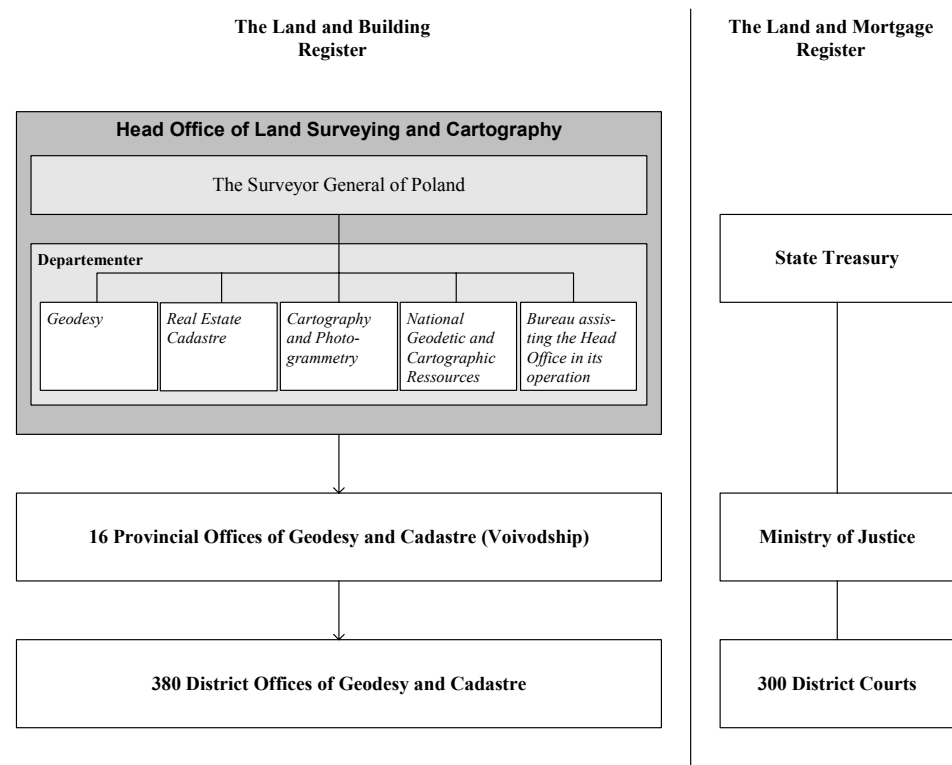 The Land and Building
Register
The Land and Mortgage
Register
Head Office of Land Surveying and Cartography
The Surveyor General of Poland
Departementer
Geodesy
Real Estate
Cadastre
Cartography
and Photo-
grammetry
National
Geodetic and
Cartographic
Ressources
Bureau assis-
ting the Head
Office in its
operation
State Treasury
16 Provincial Offices of Geodesy and Cadastre (Voivodship)
Ministry of Justice
380 District Offices of Geodesy and Cadastre
300 District Courts